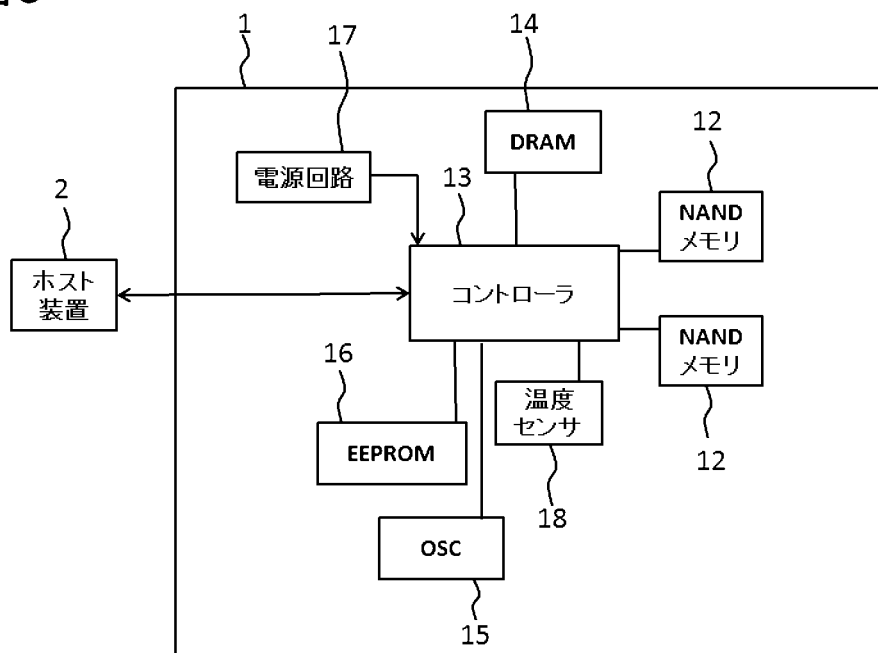 1
17
14
DRAM
12
電源回路
2
13
NAND
メモリ
ホスト
装置
コントローラ
NAND
メモリ
16
温度
センサ
EEPROM
12
18
OSC
15